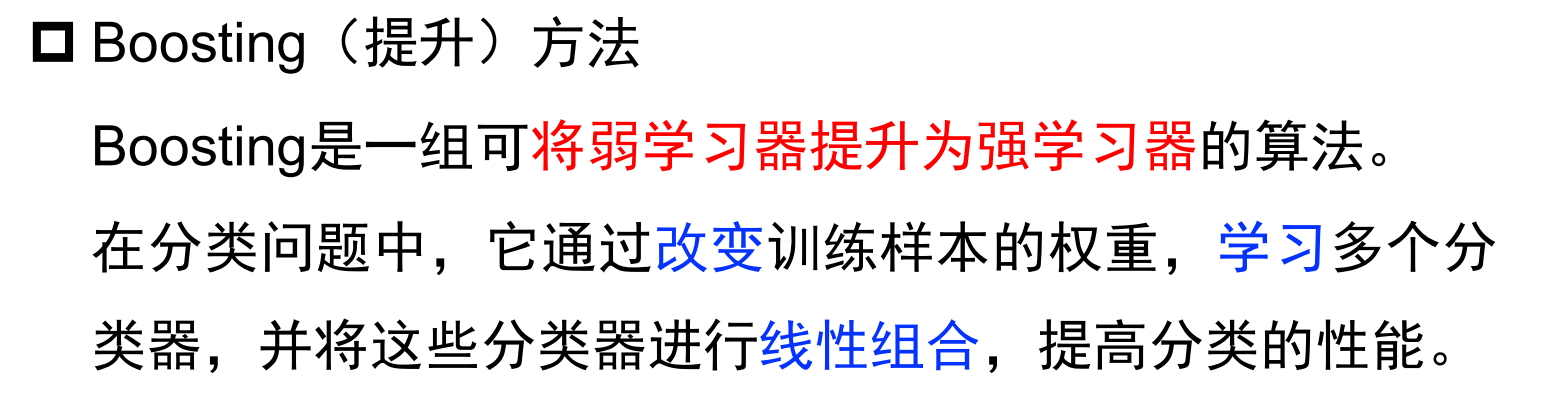 Boosting（提升）方法
Boosting是一组可将弱学习器提升为强学习器的算法。
在分类问题中，它通过改变训练样本的权重，学习多个分
类器，并将这些分类器进行线性组合，提高分类的性能。